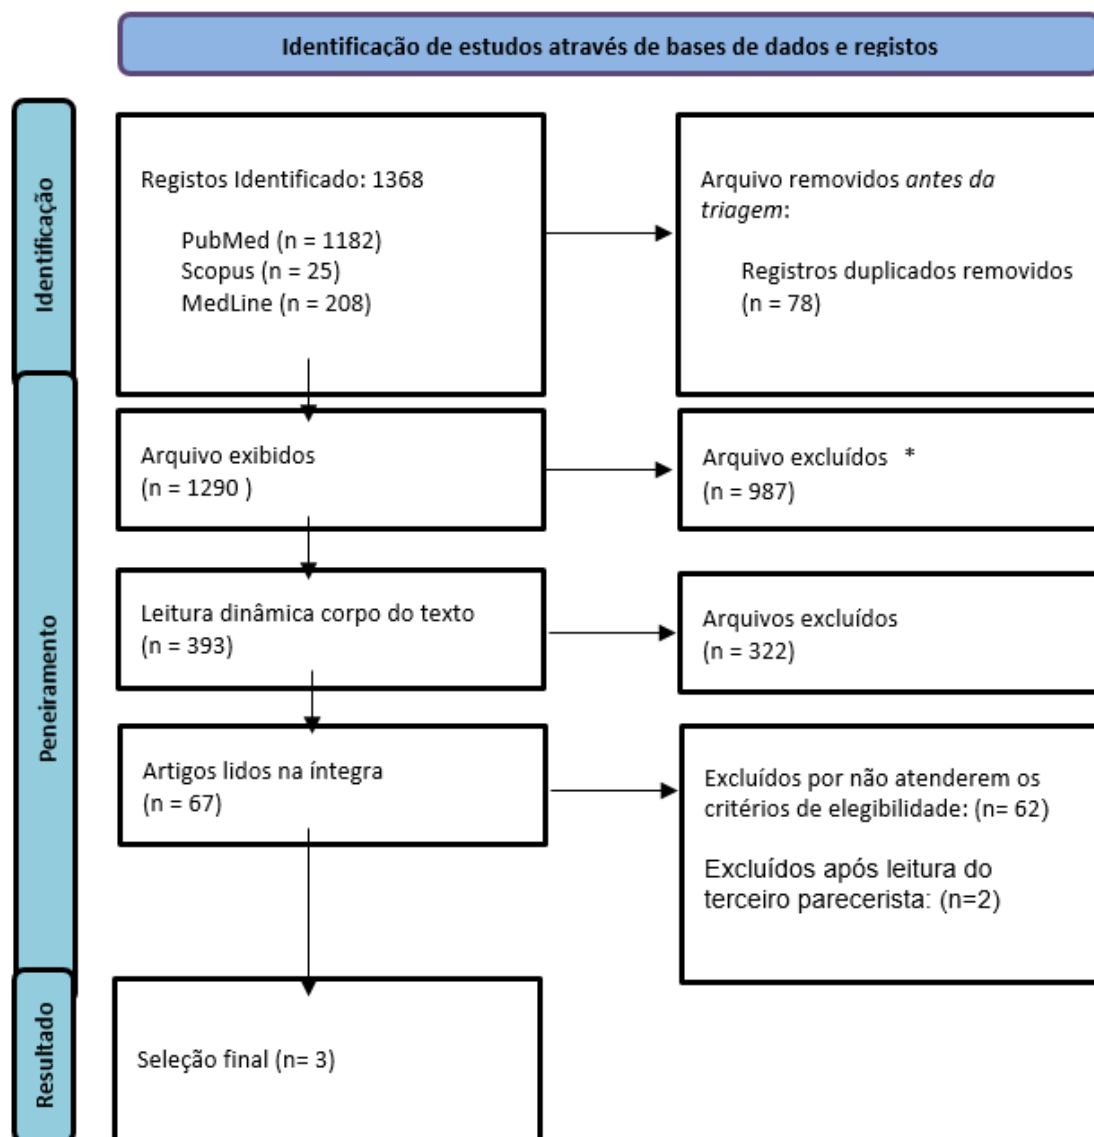 Identificação de estudos através de bases de dados e registos
Identificação
Registos Identificado: 1368
PubMed (n = 1182)
Scopus (n = 25)
MedLine (n = 208)
Arquivo removidos antes da
triagem:
Registros duplicados removidos
(n = 78)
Peneiramento
Arquivo exibidos
(n = 1290 )
Arquivo excluídos *
(n = 987)
Leitura dinâmica corpo do texto
(n = 393)
Arquivos excluídos
(n = 322)
Artigos lidos na íntegra
(n = 67)
Excluídos por não atenderem os
critérios de elegibilidade: (n= 62)
Excluídos após leitura do
terceiro parecerista: (n=2)
Resultado
Seleção final (n= 3)